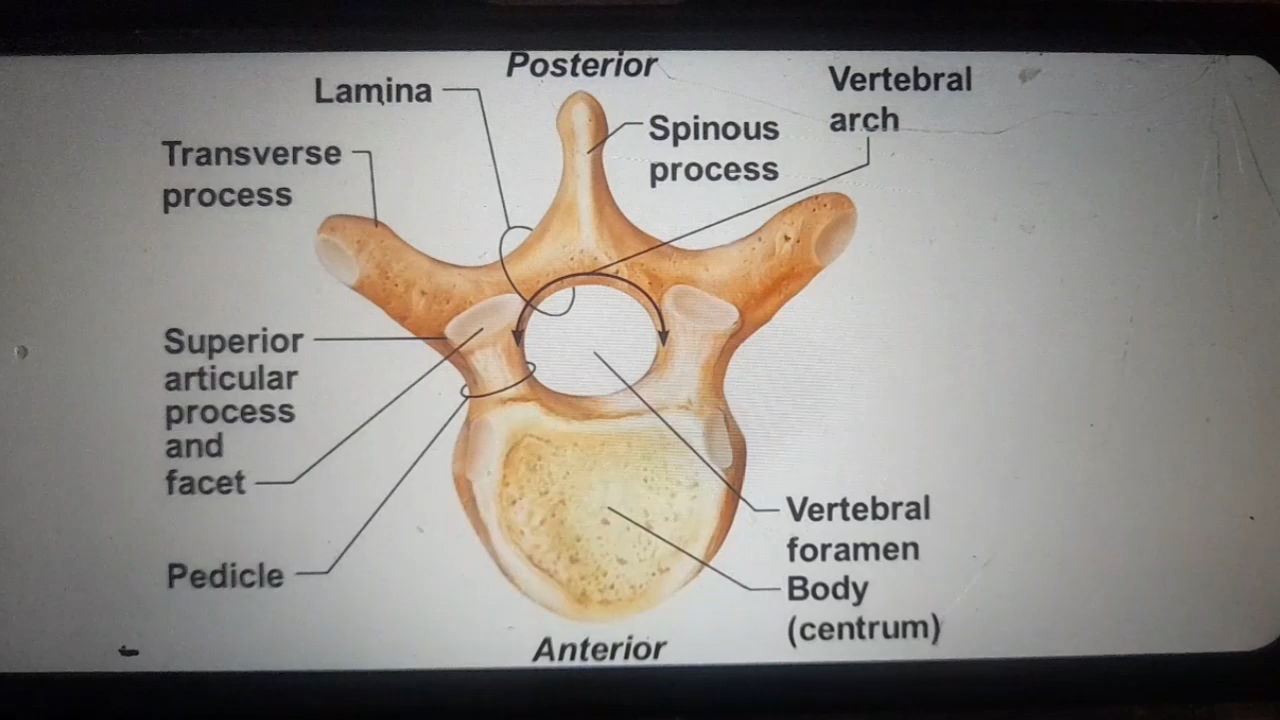 Posterior
Lamina
Vertebral
arch
Spinous
process
Transverse
process
Superior
articular
process
and
facet
Pedicle
Vertebral
foramen
Body
(centrum)
Anterior